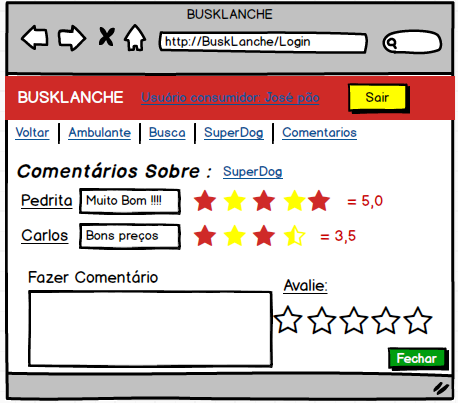 BUSKLANCHE
http://BuskLanche/Login
BUSKLANCHE Usuário consumidor José pão Sair
Voltar Ambulante Busca SuperDog Comentarios
Comentários Sobre : SuperDog
Pedrita Muito Bom !!!! = 5,0
Carlos Bons preços = 3,5
Fazer Comentário
Avalie:
Fechar